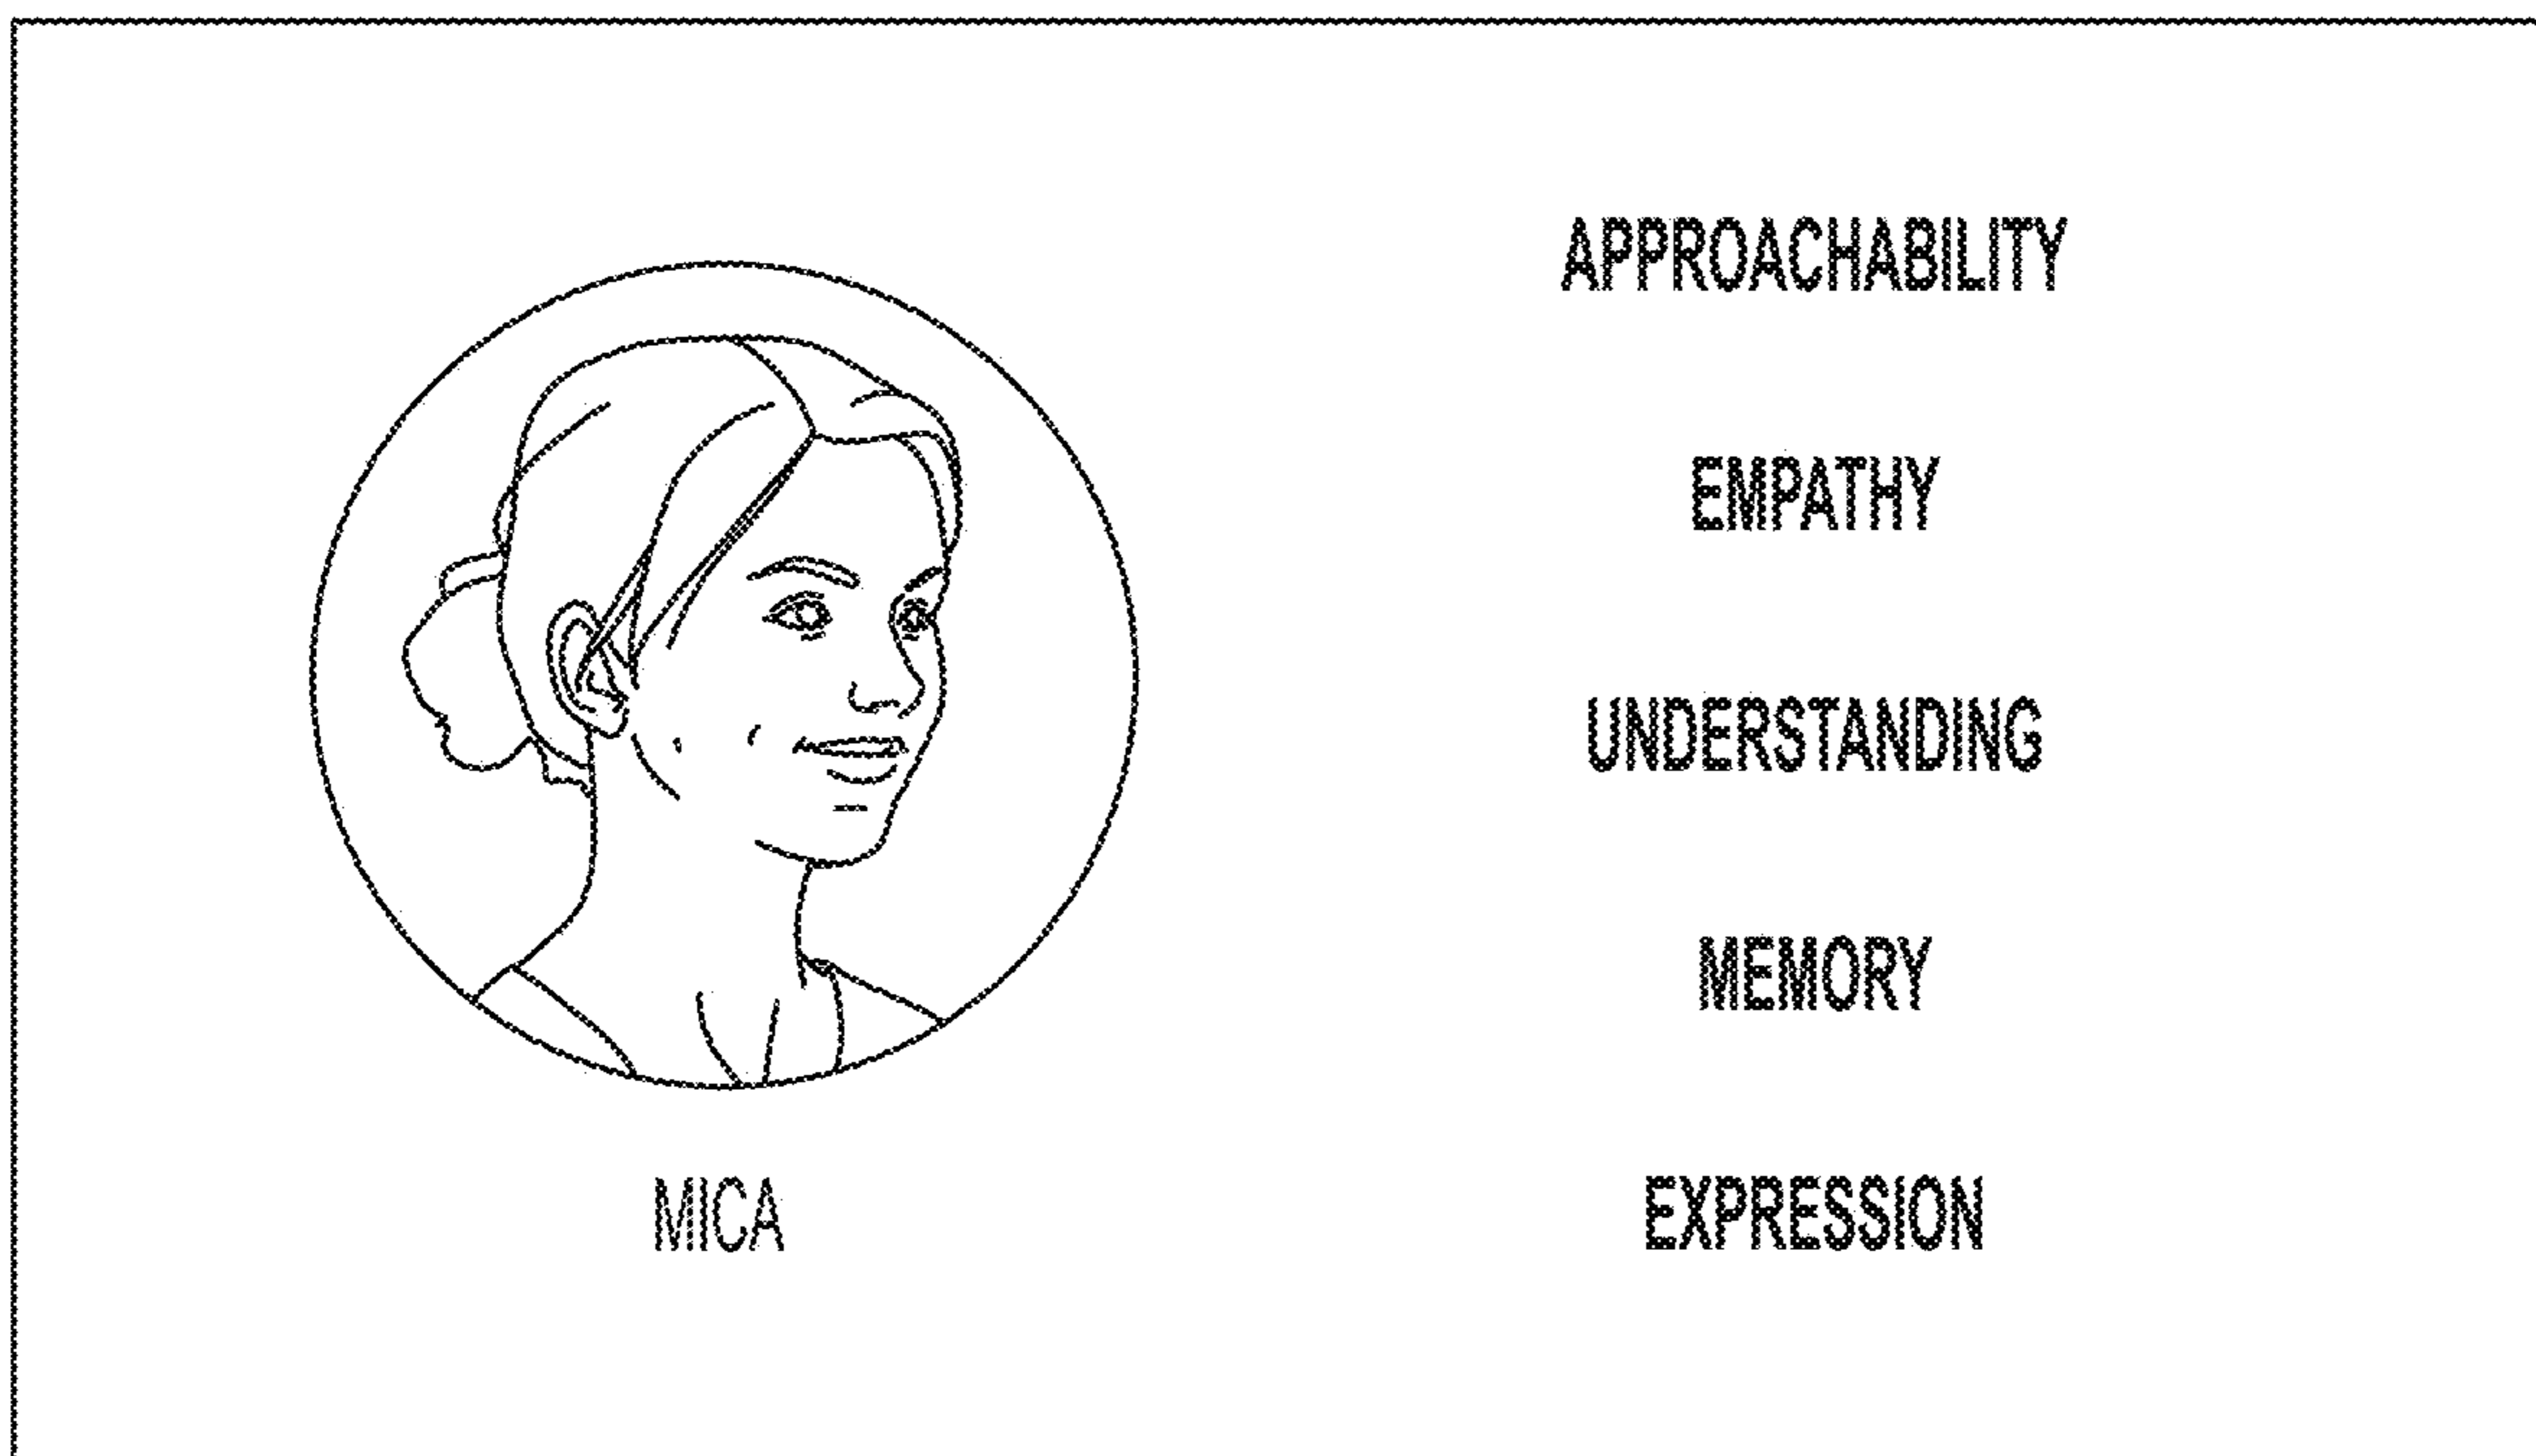 APPROACHABILITY
EMPATHY
UNDERSTANDING
MEMORY
EXPRESSION
MICA